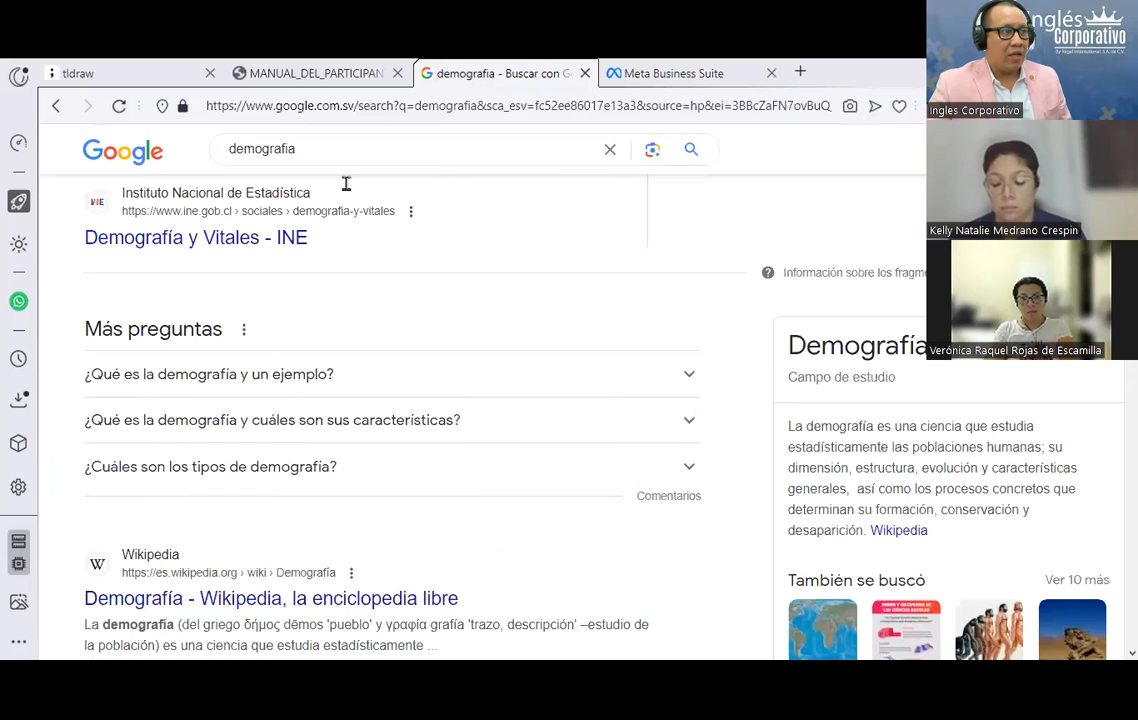 tldraw
MANUAL_DEL_PARTICIPAN
demografia - Buscar con G
Meta Business Suite
https://www.google.com.sv/search?q=demografia&sca_esv=fc52ee86017e13a3&source=hp&ei=3BBcZaFN7ovBuQ
Google
demografia
VIE
Instituto Nacional de Estadística
https://www.ine.gob.cl › sociales › demografia-y-vitales
Demografía y Vitales - INE
Información sobre los fragme
Más preguntas
¿Qué es la demografía y un ejemplo?
¿Qué es la demografía y cuáles son sus características?
¿Cuáles son los tipos de demografía?
Comentarios
W
Wikipedia
https://es.wikipedia.org › wiki › Demografía
Demografía - Wikipedia, la enciclopedia libre
La demografía (del griego δήμος dēmos 'pueblo' y γραφία grafía 'trazo, descripción' –estudio de
la población) es una ciencia que estudia estadísticamente ...
Demografía
Campo de estudio
La demografía es una ciencia que estudia
estadísticamente las poblaciones humanas; su
dimensión, estructura, evolución y características
generales, así como los procesos concretos que
determinan su formación, conservación y
desaparición. Wikipedia
También se buscó
Ver 10 más
inglés
Corporativo
Ingles Corporativo
Kelly Natalie Medrano Crespin
Verónica Raquel Rojas de Escamilla